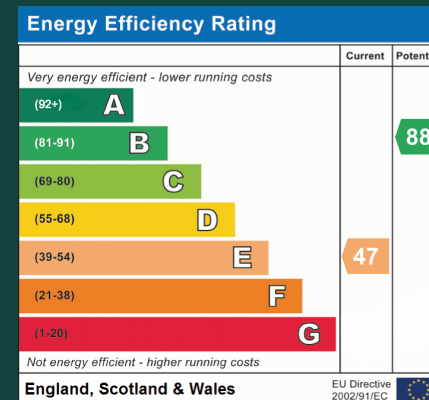 Energy Efficiency Rating
Current Potent
Very energy efficient - lower running costs
(92+) A
(81-91) B 88
(69-80) C
(55-68) D
(39-54) E 47
(21-38) F
(1-20) G
Not energy efficient - higher running costs
England, Scotland & Wales
EU Directive
2002/91/EC